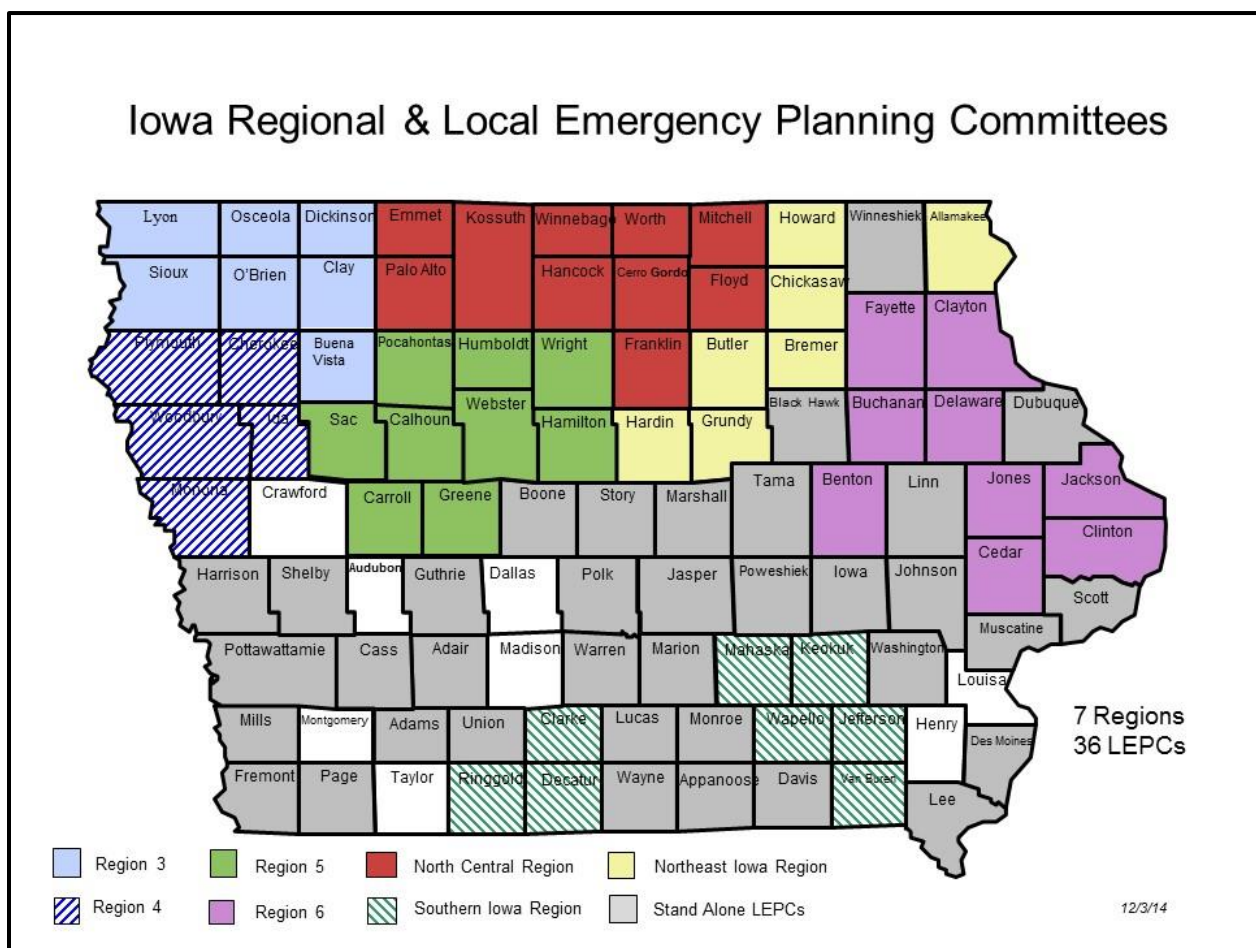 Iowa Regional & Local Emergency Planning Committees
Lyon Osceola Dickinson Emmet Kossuth Winnebago Worth Mitchell Howard Winneshiek Allamakee
Sioux O'Brien Clay Palo Alto Hancock Cerro Gordo Floyd Chickasaw
Fayette Clayton
Plymouth Cherokee Buena Vista Pocahontas Humboldt Wright Franklin Butler Bremer
Woodbury Ida Sac Calhoun Webster Hamilton Hardin Grundy Black Hawk Buchanan Delaware Dubuque
Monona Crawford Carroll Greene Boone Story Marshall Tama Benton Linn Jones Jackson
Clinton
Cedar
Harrison Shelby Audubon Guthrie Dallas Polk Jasper Poweshiek Iowa Johnson Scott
Muscatine
Pottawattamie Cass Adair Madison Warren Marion Mahaska Keokuk Washington
Louisa
Mills Montgomery Adams Union Clarke Lucas Monroe Wapello Jefferson Henry Des Moines
Fremont Page Taylor Ringgold Decatur Wayne Appanoose Davis Van Buren Lee
7 Regions
36 LEPCs
Region 3 Region 5 North Central Region Northeast Iowa Region
Region 4 Region 6 Southern Iowa Region Stand Alone LEPCs
12/3/14